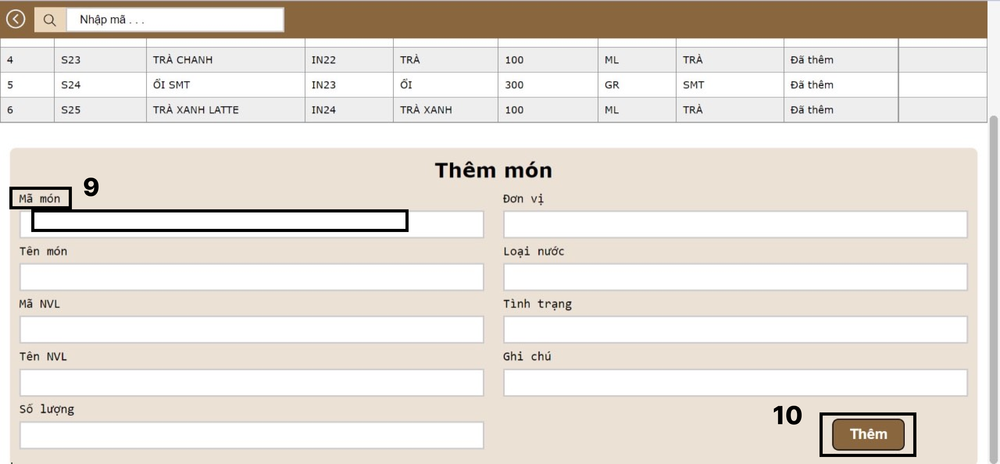 Nhập mã . . .
4 S23 TRÀ CHANH IN22 TRÀ 100 ML TRÀ Đã thêm
5 S24 ỔI SMT IN23 ỔI 300 GR SMT Đã thêm
6 S25 TRÀ XANH LATTE IN24 TRÀ XANH 100 ML TRÀ Đã thêm
Thêm món
9
Mã món
Đơn vị
Tên món
Loại nước
Mã NVL
Tình trạng
Tên NVL
Ghi chú
Số lượng
10
Thêm